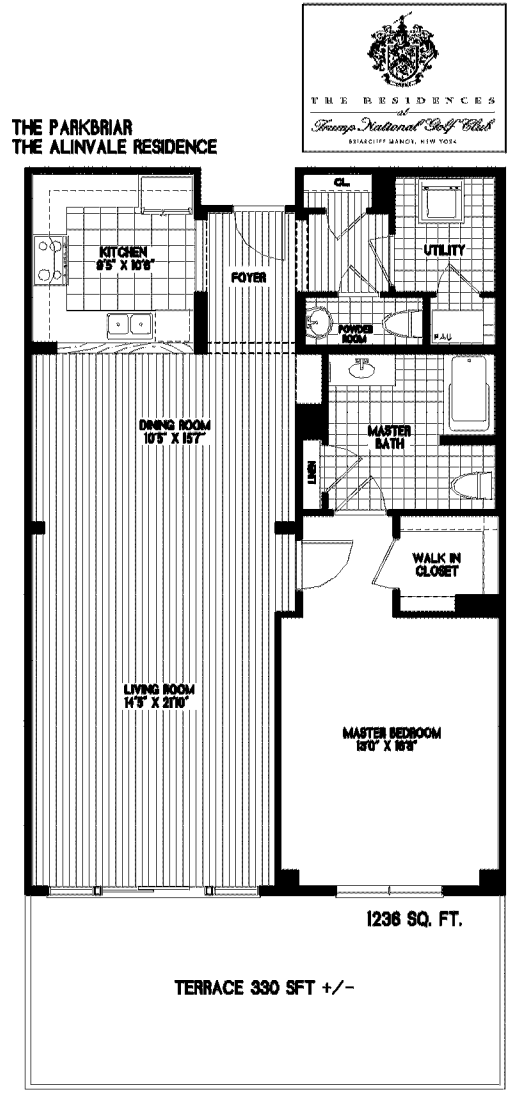 THE RESIDENCES
at
Trump National Golf Club
BRIARCLIFF MANOR, NEW YORK
THE PARKBRIAR
THE ALINVALE RESIDENCE
CL.
KITCHEN
9'5" X 10'8"
UTILITY
FOYER
POWDER
ROOM
DINING ROOM
10'5" X 15'7"
MASTER
BATH
LINEN
WALK IN
CLOSET
LIVING ROOM
14'5" X 21'10"
MASTER BEDROOM
13'0" X 16'8"
1236 SQ. FT.
TERRACE 330 SFT +/-